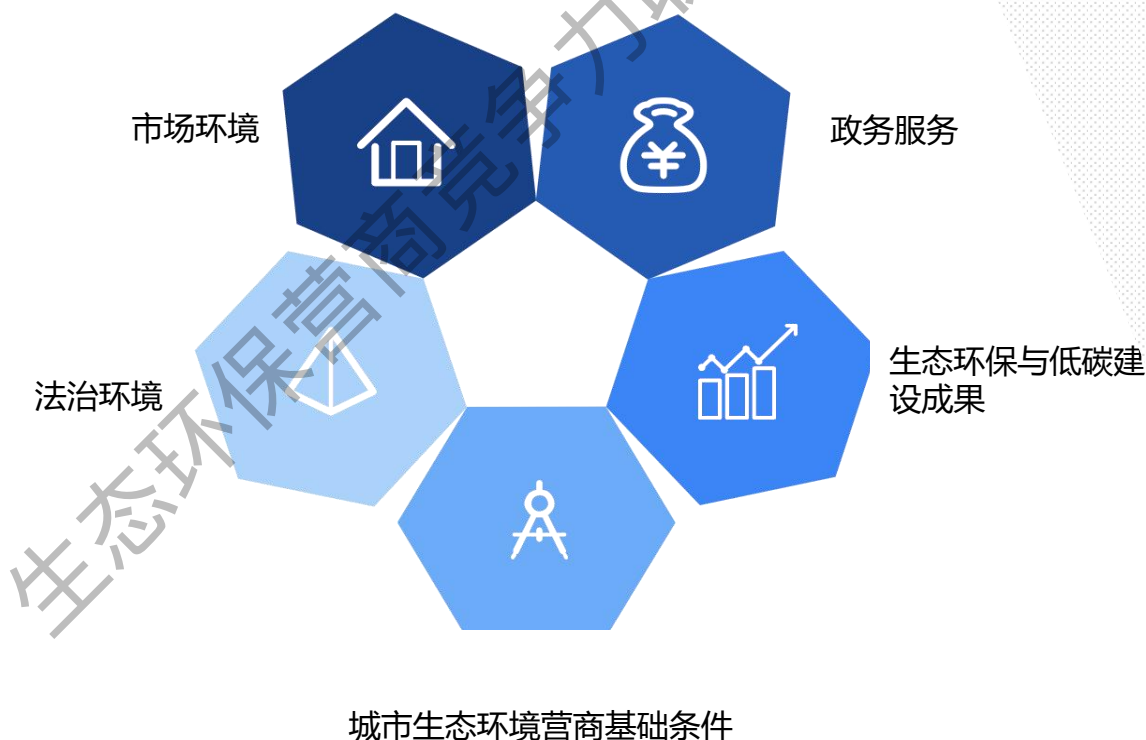 市场环境
政务服务
生态环保与低碳建
设成果
法治环境
城市生态环境营商基础条件
生态环保营商竞争力